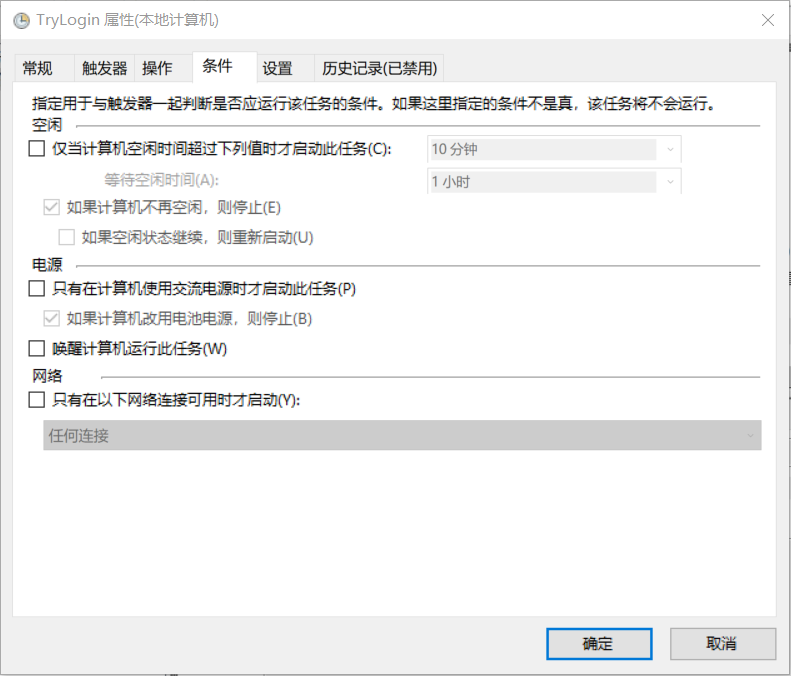 TryLogin 属性(本地计算机)
常规 触发器 操作 条件 设置 历史记录(已禁用)
指定用于与触发器一起判断是否应运行该任务的条件。如果这里指定的条件不是真，该任务将不会运行。
空闲
仅当计算机空闲时间超过下列值时才启动此任务(C): 10 分钟
等待空闲时间(A): 1 小时
如果计算机不再空闲，则停止(E)
如果空闲状态继续，则重新启动(U)
电源
只有在计算机使用交流电源时才启动此任务(P)
如果计算机改用电池电源，则停止(B)
唤醒计算机运行此任务(W)
网络
只有在以下网络连接可用时才启动(Y):
任何连接
确定 取消